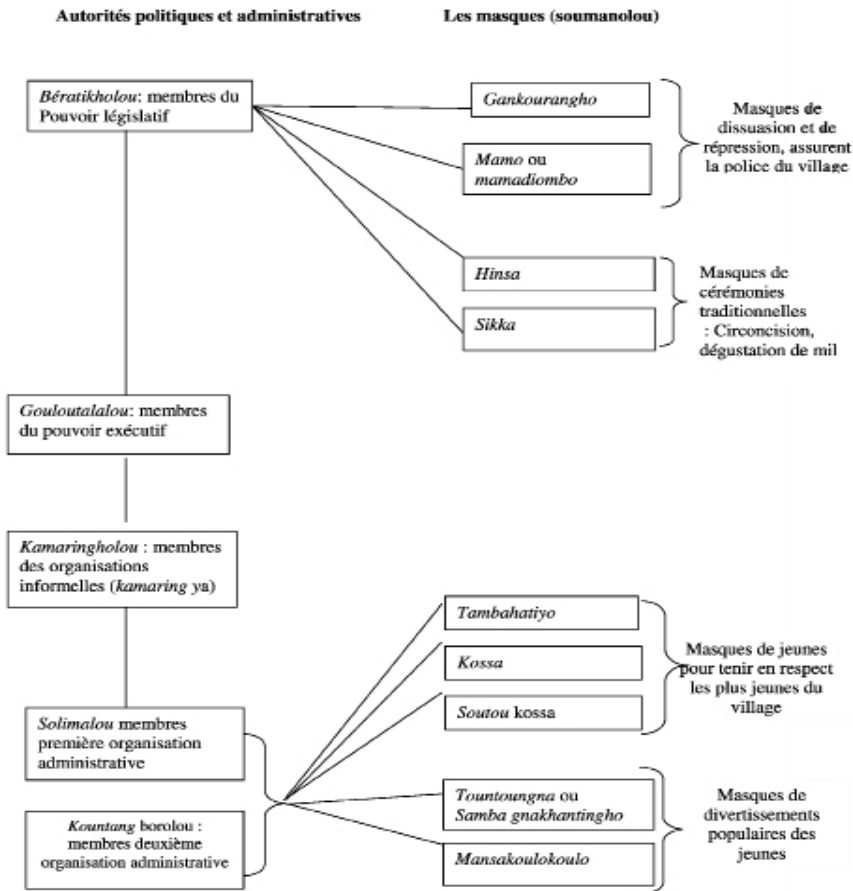 Autorités politiques et administratives
Les masques (soumanolou)
Bératikholou: membres du
Pouvoir législatif
Gankourangho
Mamo ou
mamadiombo
Masques de
dissuasion et de
répression, assurent
la police du village
Hinsa
Sikka
Masques de
cérémonies
traditionnelles
: Circoncision,
dégustation de mil
Gouloutalalou: membres
du pouvoir exécutif
Kamaringholou : membres
des organisations
informelles (kamaring ya)
Tambahatiyo
Kossa
Soutou kossa
Masques de jeunes
pour tenir en respect
les plus jeunes du
village
Solimalou membres
première organisation
administrative
Kountang borolou :
membres deuxième
organisation administrative
Tountoungna ou
Samba gnakhantingho
Mansakoulokoulo
Masques de
divertissements
populaires des
jeunes